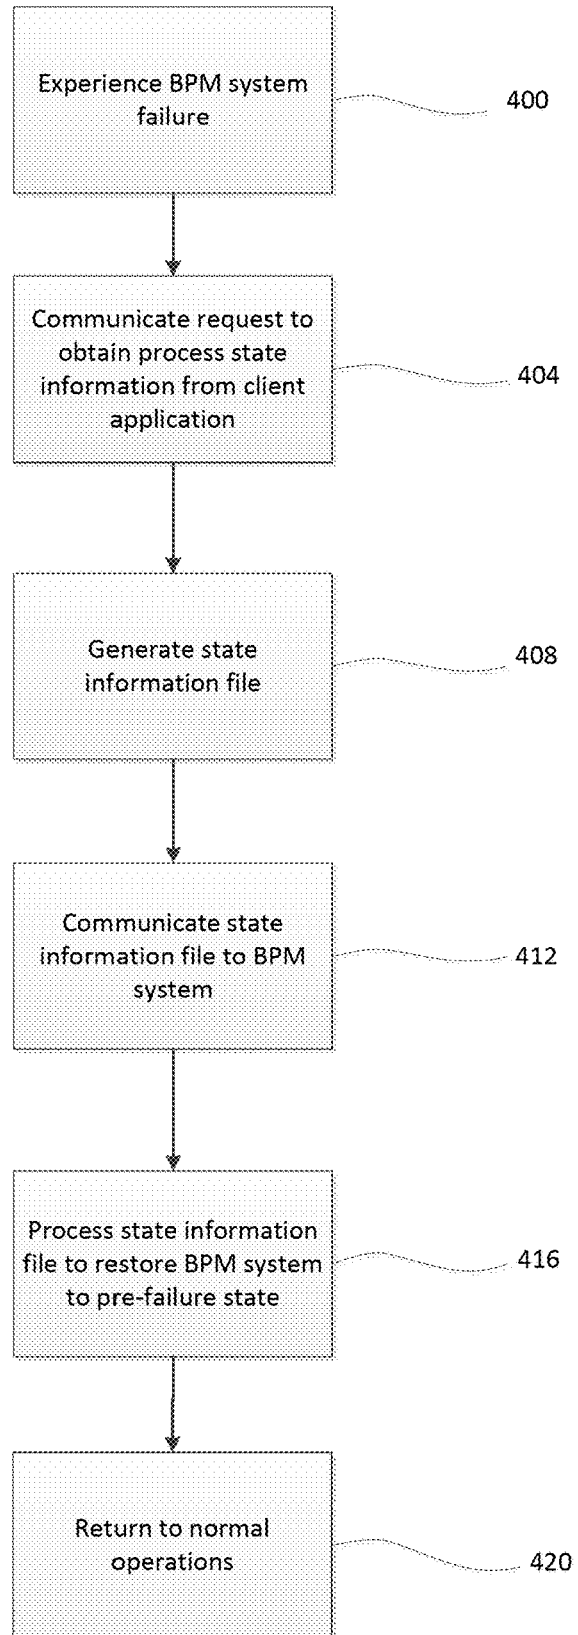 Experience BPM system
failure
400
Communicate request to
obtain process state
information from client
application
404
Generate state
information file
408
Communicate state
information file to BPM
system
412
Process state information
file to restore BPM system
to pre-failure state
416
Return to normal
operations
420